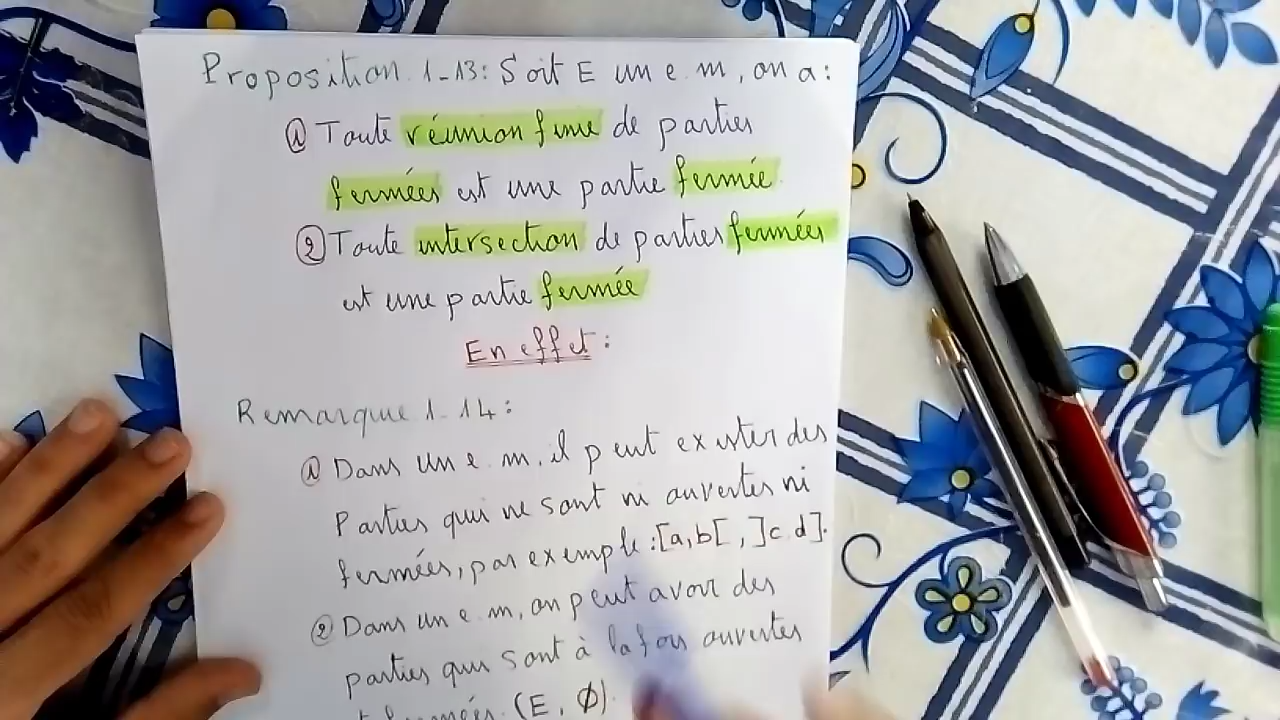 Proposition 1-13: Soit E un e.m, on a:
① Toute réunion finie de parties
fermées est une partie fermée.
② Toute intersection de parties fermées
est une partie fermée
En effet:
Remarque 1-14:
① Dans un e.m, il peut exister des
Parties qui ne sont ni ouvertes ni
fermées, par exemple: [a,b[, ]c d].
② Dans un e.m, on peut avoir des
parties qui sont à la fois ouvertes
et fermées. (E, ∅).